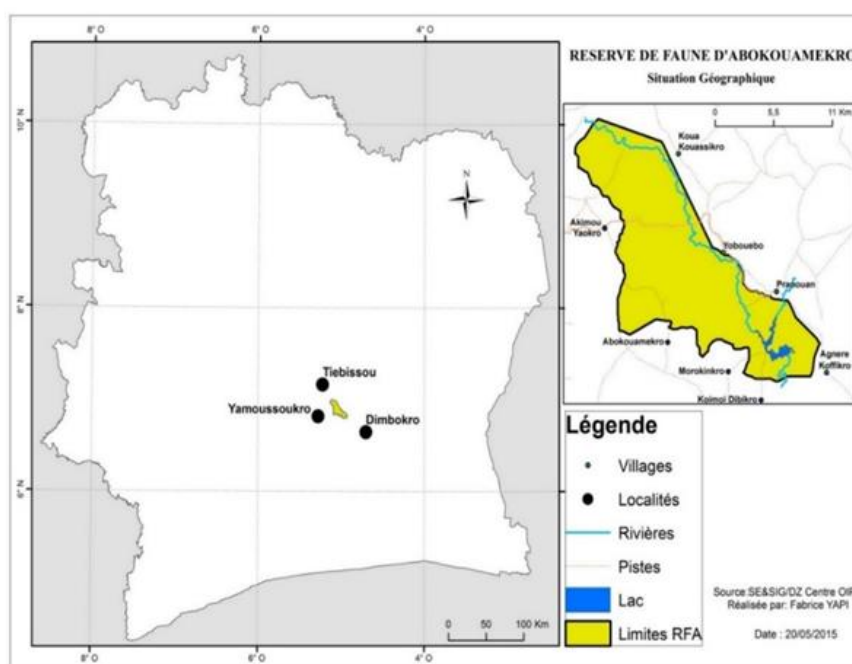 8° O 6° O 4° O
10° N
8° N
6° N
N
Tiebissou
Yamoussoukro
Dimbokro
0 50 100 Km
8° O 6° O 4° O
RESERVE DE FAUNE D'ABOKOUAMEKRO
Situation Géographique
0 5,5 11 Km
Koua
Kouassikro
Akimou
Yaokro
Yobouebo
Praouan
Abokouamekro
Morokinkro
Agnere
Koffikro
Koimoi Dibikro
Légende
Villages
Localités
Rivières
Pistes
Lac
Limites RFA
Source:SE&SIG/DZ Centre OIP
Réalisée par: Fabrice YAPI
Date : 20/05/2015